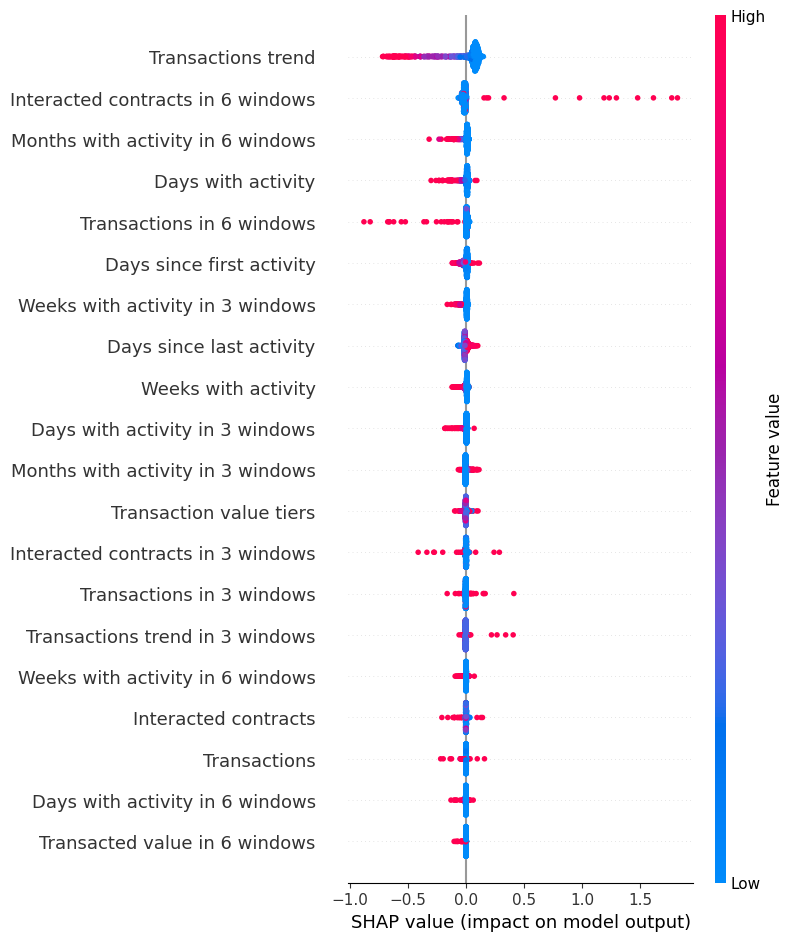 High
Transactions trend
Interacted contracts in 6 windows
Months with activity in 6 windows
Days with activity
Transactions in 6 windows
Days since first activity
Weeks with activity in 3 windows
Days since last activity
Weeks with activity
Days with activity in 3 windows
Months with activity in 3 windows
Transaction value tiers
Interacted contracts in 3 windows
Transactions in 3 windows
Transactions trend in 3 windows
Weeks with activity in 6 windows
Interacted contracts
Transactions
Days with activity in 6 windows
Transacted value in 6 windows
Feature value
Low
−1.0 −0.5 0.0 0.5 1.0 1.5
SHAP value (impact on model output)